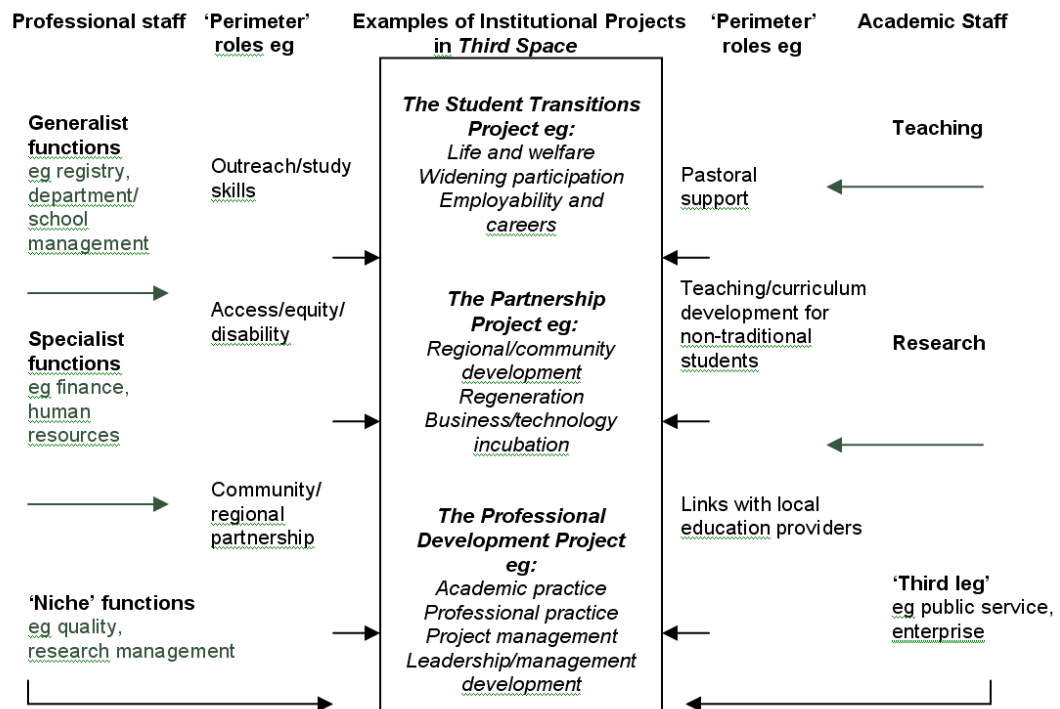 Professional staff
‘Perimeter’
roles eg
Examples of Institutional Projects
in Third Space
‘Perimeter’
roles eg
Academic Staff
Generalist
functions
eg registry,
department/
school
management
Specialist
functions
eg finance,
human
resources
‘Niche’ functions
eg quality,
research management
Outreach/study
skills
Access/equity/
disability
Community/
regional
partnership
The Student Transitions
Project eg:
Life and welfare
Widening participation
Employability and
careers
The Partnership
Project eg:
Regional/community
development
Regeneration
Business/technology
incubation
The Professional
Development Project
eg:
Academic practice
Professional practice
Project management
Leadership/management
development
Pastoral
support
Teaching/curriculum
development for
non-traditional
students
Links with local
education providers
Teaching
Research
‘Third leg’
eg public service,
enterprise